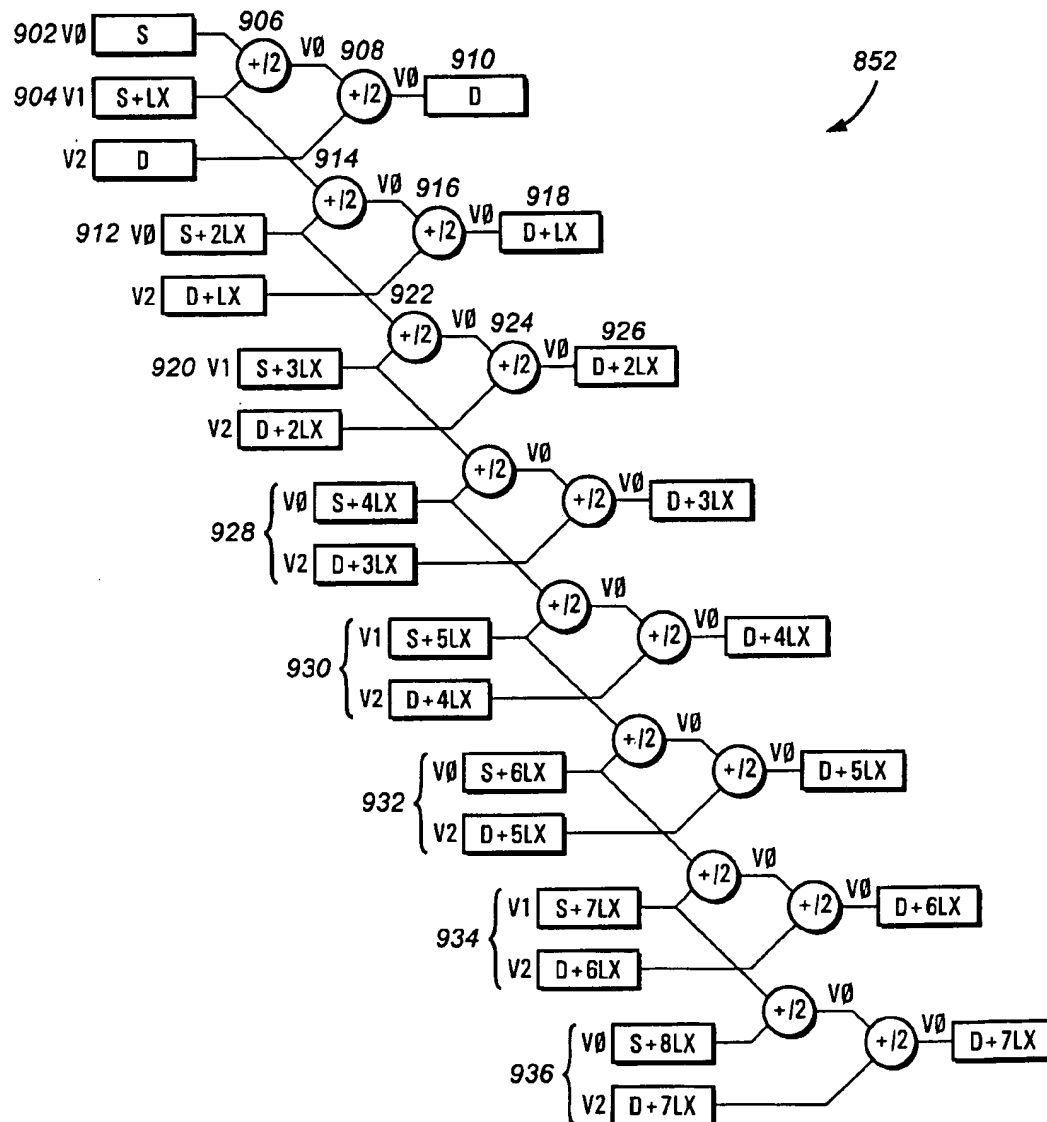 906
902 VØ S
VØ 908
852
+/2 910
904 V1 S+LX
VØ
+/2 D
V2 D
914
VØ 916
+/2 918
912 VØ S+2LX
VØ
+/2 D+LX
V2 D+LX
922
VØ 924
+/2 926
920 V1 S+3LX
VØ
+/2 D+2LX
V2 D+2LX
VØ
+/2
928 VØ S+4LX
VØ
+/2 D+3LX
V2 D+3LX
VØ
+/2
930 V1 S+5LX
VØ
+/2 D+4LX
V2 D+4LX
VØ
+/2
932 VØ S+6LX
VØ
+/2 D+5LX
V2 D+5LX
VØ
+/2
934 V1 S+7LX
VØ
+/2 D+6LX
V2 D+6LX
VØ
+/2
936 VØ S+8LX
VØ
+/2 D+7LX
V2 D+7LX